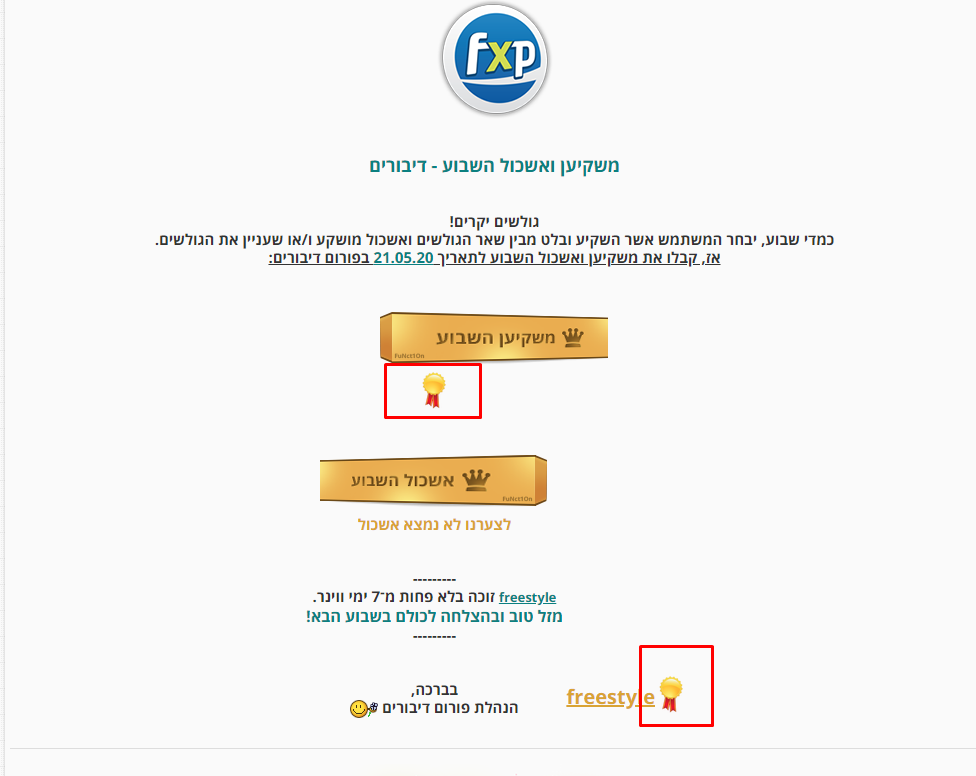 fxp
משקיען ואשכול השבוע - דיבורים
גולשים יקרים!
כמדי שבוע, יבחר המשתמש אשר השקיע ובלט מבין שאר הגולשים ואשכול מושקע ו/או שעניין את הגולשים.
אז, קבלו את משקיען ואשכול השבוע לתאריך 21.05.20 בפורום דיבורים:
משקיען השבוע
FuNct1On
אשכול השבוע
FuNct1On
לצערנו לא נמצא אשכול
---------
freestyle זוכה בלא פחות מ־7 ימי ווינר.
מזל טוב ובהצלחה לכולם בשבוע הבא!
---------
freestyle
בברכה,
הנהלת פורום דיבורים